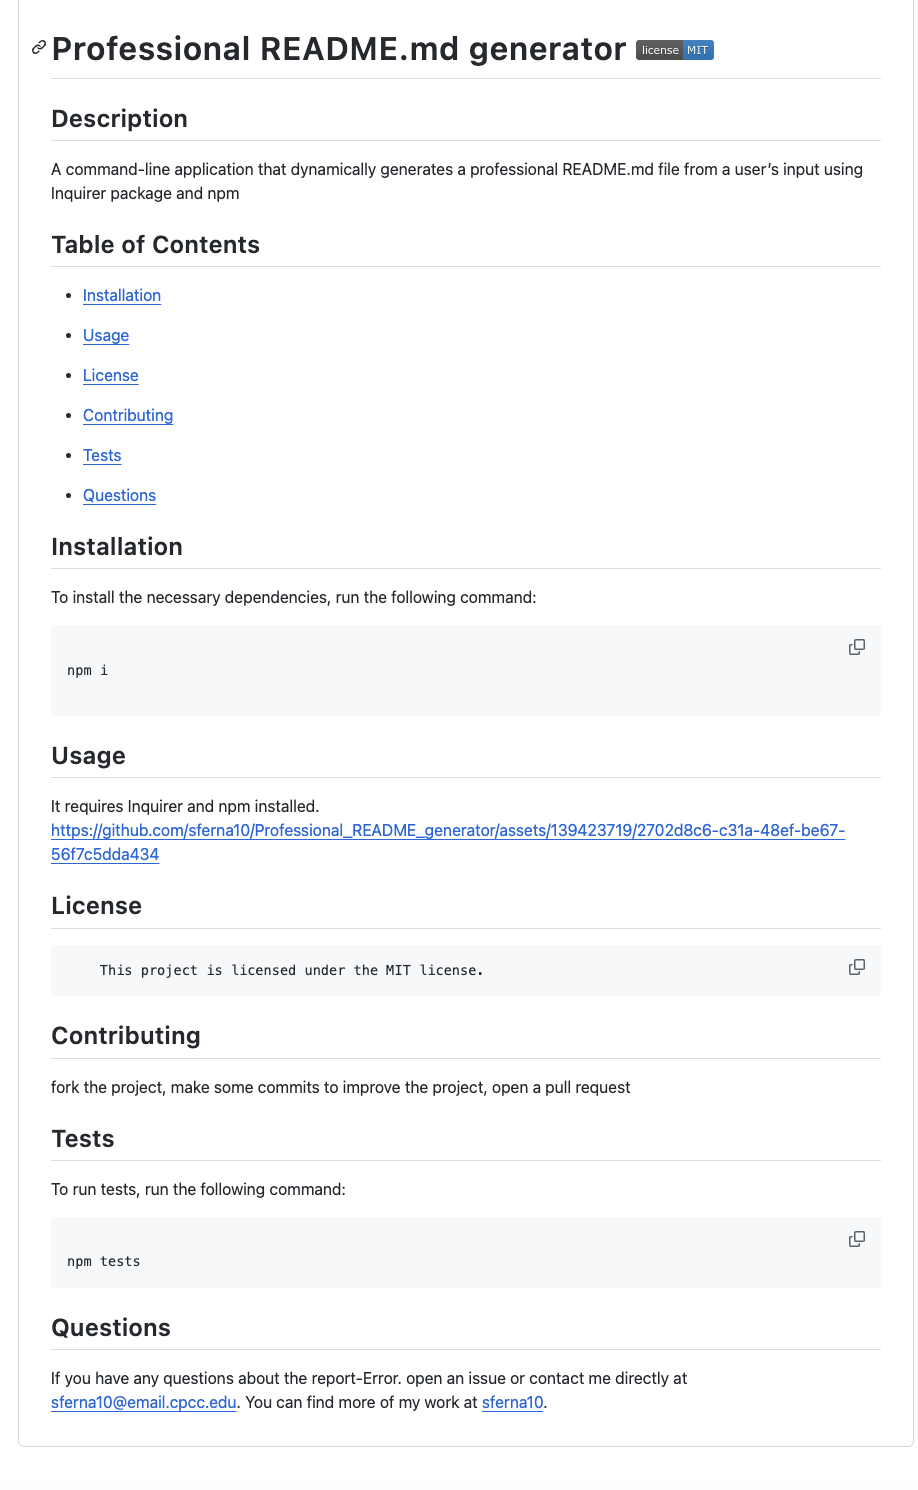 Professional README.md generator license MIT
Description
A command-line application that dynamically generates a professional README.md file from a user’s input using
Inquirer package and npm
Table of Contents
Installation
Usage
License
Contributing
Tests
Questions
Installation
To install the necessary dependencies, run the following command:
npm i
Usage
It requires Inquirer and npm installed.
https://github.com/sferna10/Professional_README_generator/assets/139423719/2702d8c6-c31a-48ef-be67-
56f7c5dda434
License
This project is licensed under the MIT license.
Contributing
fork the project, make some commits to improve the project, open a pull request
Tests
To run tests, run the following command:
npm tests
Questions
If you have any questions about the report-Error. open an issue or contact me directly at
sferna10@email.cpcc.edu. You can find more of my work at sferna10.